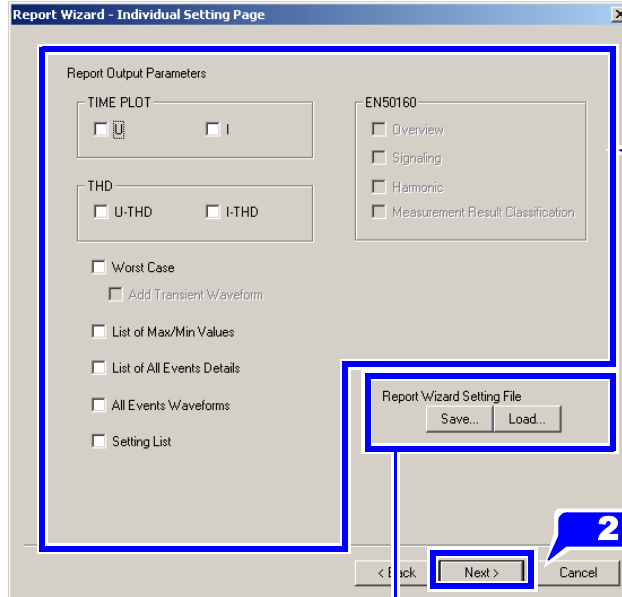 Report Wizard - Individual Setting Page
Report Output Parameters
TIME PLOT
U I
THD
U-THD I-THD
Worst Case
Add Transient Waveform
List of Max/Min Values
List of All Events Details
All Events Waveforms
Setting List
EN50160
Overview
Signaling
Harmonic
Measurement Result Classification
Report Wizard Setting File
Save... Load...
2
< Back Next > Cancel